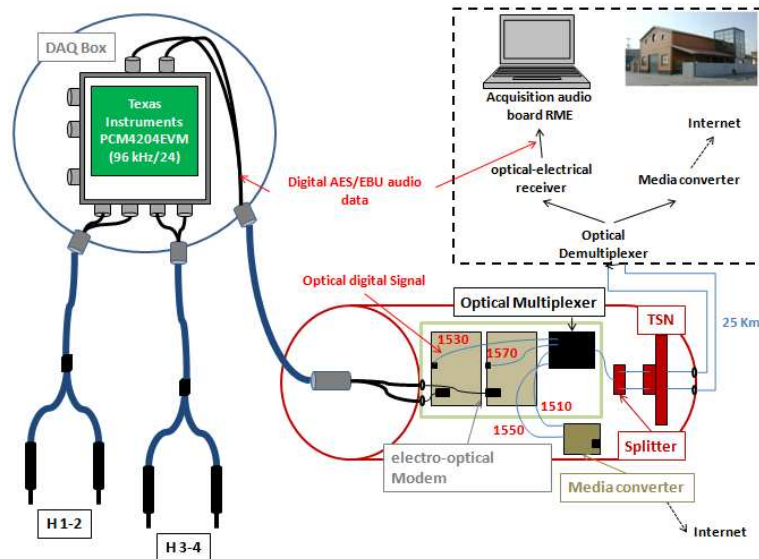 DAQ Box
Texas
Instruments
PCM4204EVM
(96 kHz/24)
Acquisition audio
board RME
Internet
Digital AES/EBU audio
data
optical-electrical
receiver
Media converter
Optical
Demultiplexer
Optical digital Signal
Optical Multiplexer
TSN
25 Km
1530
1570
1510
1550
Splitter
electro-optical
Modem
Media converter
Internet
H 1-2
H 3-4